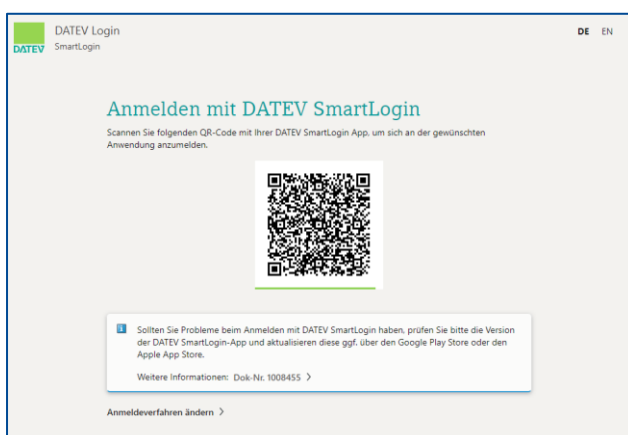 DATEV Login
DE EN
DATEV SmartLogin
Anmelden mit DATEV SmartLogin
Scannen Sie folgenden QR-Code mit Ihrer DATEV SmartLogin App, um sich an der gewünschten
Anwendung anzumelden.
Sollten Sie Probleme beim Anmelden mit DATEV SmartLogin haben, prüfen Sie bitte die Version
der DATEV SmartLogin-App und aktualisieren diese ggf. über den Google Play Store oder den
Apple App Store.
Weitere Informationen: Dok-Nr. 1008455 >
Anmeldeverfahren ändern >